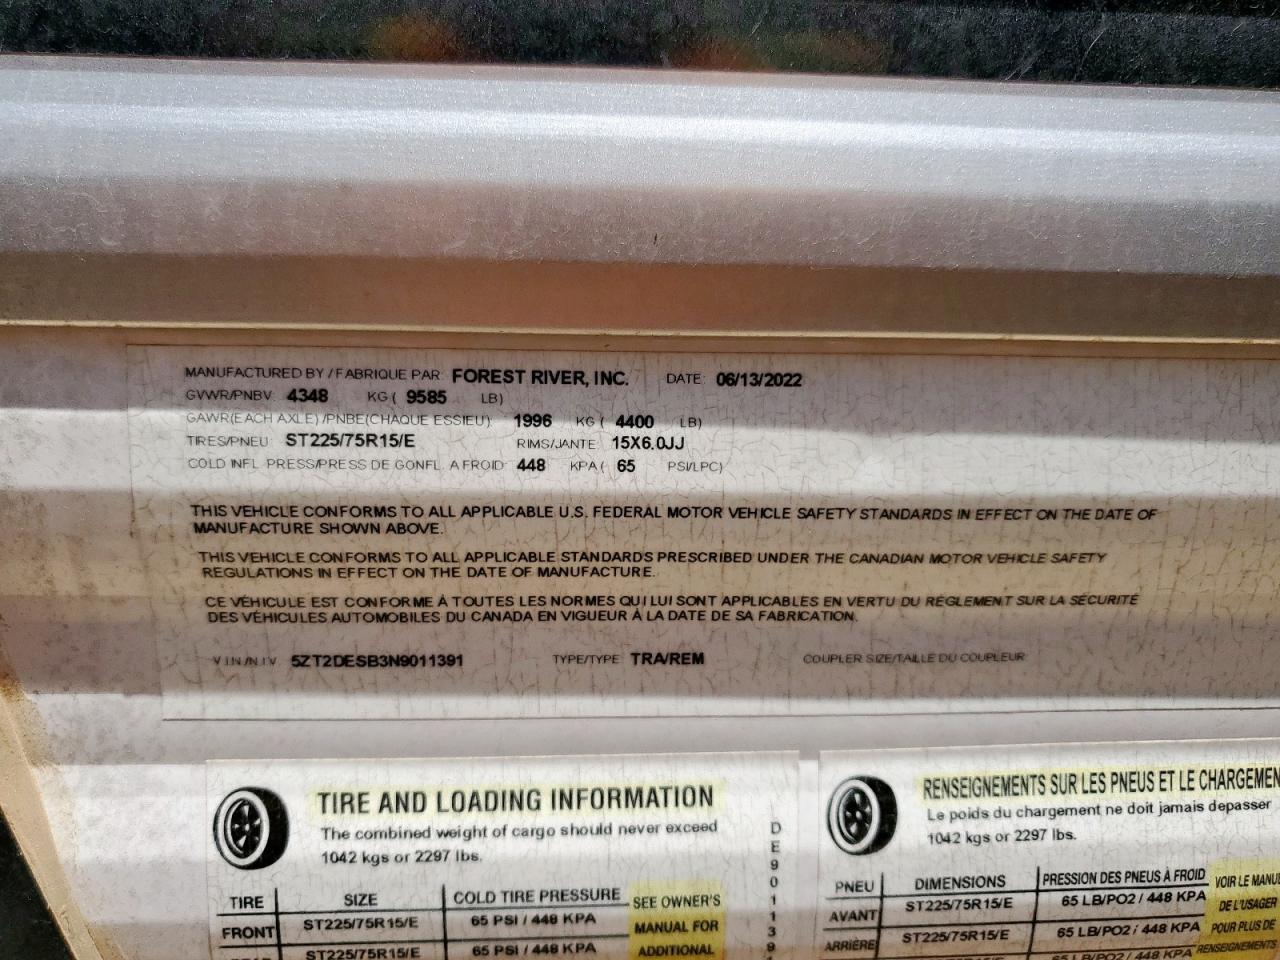 MANUFACTURED BY / FABRIQUE PAR: FOREST RIVER, INC. DATE: 06/13/2022
GVWR/PNBV: 4348 KG ( 9585 LB)
GAWR(EACH AXLE) /PNBE(CHAQUE ESSIEU): 1996 KG ( 4400 LB)
TIRES/PNEU: ST225/75R15/E RIMS/JANTE: 15X6.0JJ
COLD INFL. PRESS/PRESS DE GONFL. A FROID: 448 KPA ( 65 PSI/LPC)
THIS VEHICLE CONFORMS TO ALL APPLICABLE U.S. FEDERAL MOTOR VEHICLE SAFETY STANDARDS IN EFFECT ON THE DATE OF
MANUFACTURE SHOWN ABOVE.
THIS VEHICLE CONFORMS TO ALL APPLICABLE STANDARDS PRESCRIBED UNDER THE CANADIAN MOTOR VEHICLE SAFETY
REGULATIONS IN EFFECT ON THE DATE OF MANUFACTURE.
CE VÉHICULE EST CONFORME À TOUTES LES NORMES QUI LUI SONT APPLICABLES EN VERTU DU RÈGLEMENT SUR LA SÉCURITÉ
DES VÉHICULES AUTOMOBILES DU CANADA EN VIGUEUR À LA DATE DE SA FABRICATION.
V I N / N I V 5ZT2DESB3N9011391 TYPE/TYPE TRA/REM COUPLER SIZE/TAILLE DU COUPLEUR
TIRE AND LOADING INFORMATION
The combined weight of cargo should never exceed
1042 kgs or 2297 lbs.
TIRE SIZE COLD TIRE PRESSURE
FRONT ST225/75R15/E 65 PSI / 448 KPA
ST225/75R15/E 65 PSI / 448 KPA
SEE OWNER'S
MANUAL FOR
ADDITIONAL
D
E
9
0
1
1
3
9
RENSEIGNEMENTS SUR LES PNEUS ET LE CHARGEMEN
Le poids du chargement ne doit jamais depasser
1042 kgs or 2297 lbs.
PNEU DIMENSIONS PRESSION DES PNEUS À FROID
AVANT ST225/75R15/E 65 LB/PO2 / 448 KPA
ARRIÈRE ST225/75R15/E 65 LB/PO2 / 448 KPA
65 LB/PO2 / 448 KPA
VOIR LE MANU
DE L'USAGER
POUR PLUS DE
RENSEIGNEMENTS